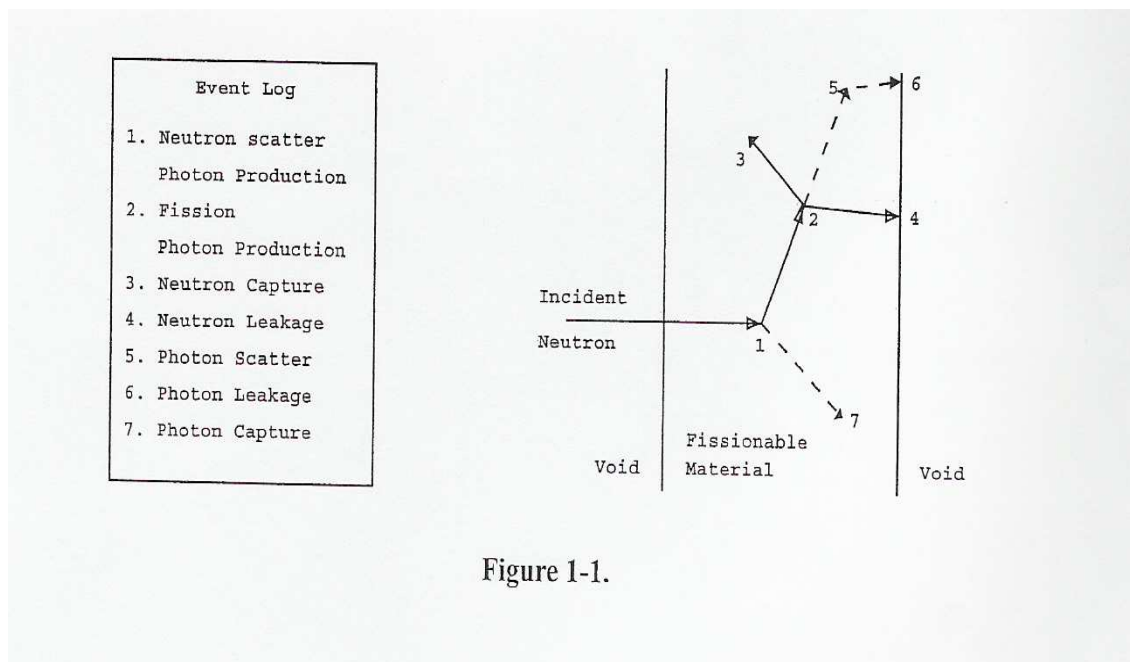 Event Log
1. Neutron scatter
Photon Production
2. Fission
Photon Production
3. Neutron Capture
4. Neutron Leakage
5. Photon Scatter
6. Photon Leakage
7. Photon Capture
5
6
3
2
4
Incident
Neutron
1
7
Fissionable
Void
Material
Void
Figure 1-1.